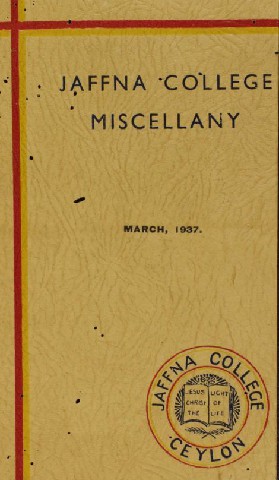 JAFFNA COLLEGE
MISCELLANY
MARCH, 1937.
JAFFNA COLLEGE
JESUS LIGHT
CHRIST OF
THE LIFE
CEYLON